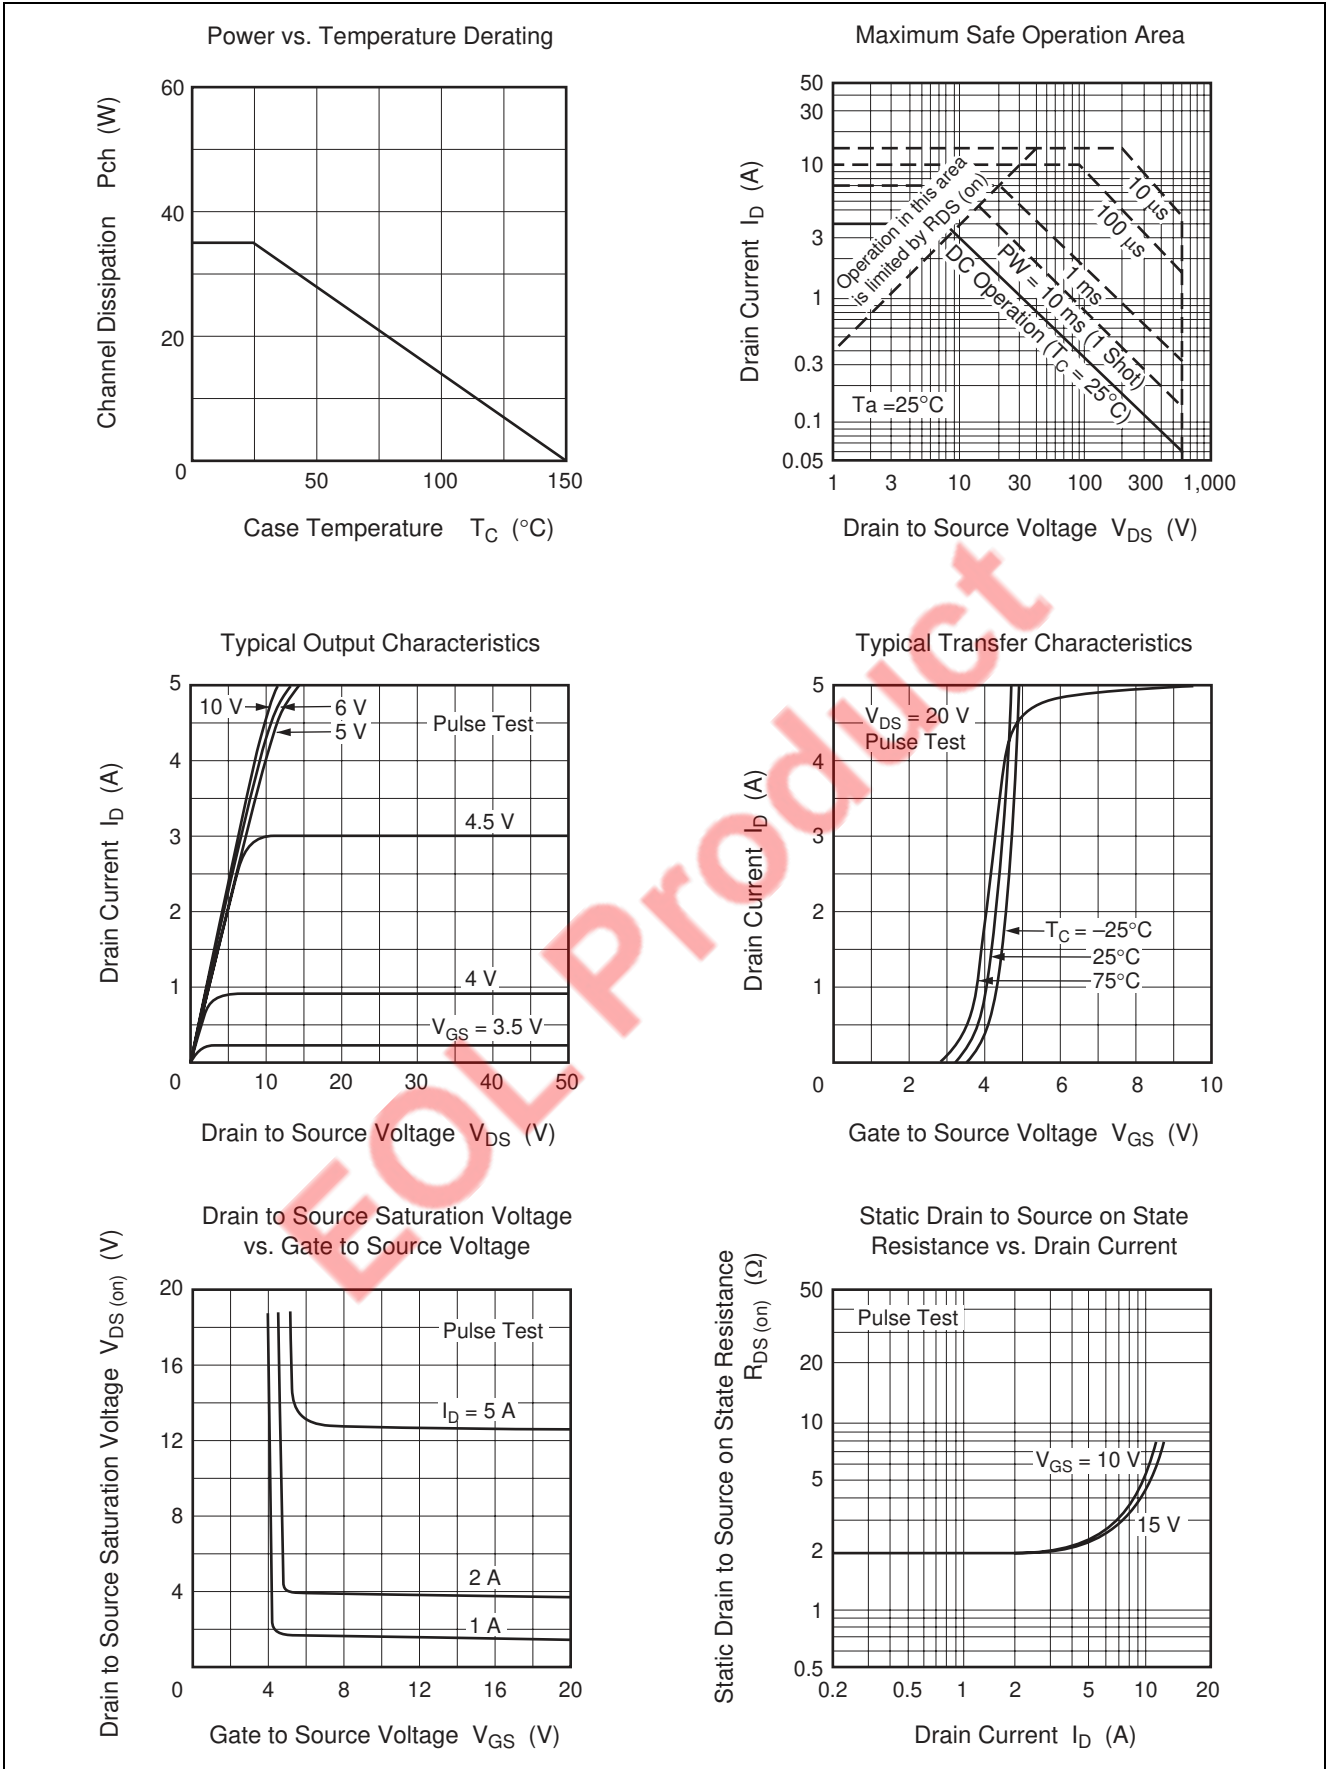 Power vs. Temperature Derating
Channel Dissipation Pch (W)
60
40
20
0
50
100
150
Case Temperature TC (°C)
Maximum Safe Operation Area
Drain Current ID (A)
50
30
10
3
1
0.3
0.1
0.05
Operation in this area
is limited by RDS (on)
10 µs
100 µs
1 ms
PW = 10 ms (1 Shot)
DC Operation (TC = 25°C)
Ta =25°C
1
3
10
30
100
300
1,000
Drain to Source Voltage VDS (V)
Typical Output Characteristics
Drain Current ID (A)
5
4
3
2
1
10 V
6 V
5 V
Pulse Test
4.5 V
4 V
VGS = 3.5 V
0
10
20
30
40
50
Drain to Source Voltage VDS (V)
Typical Transfer Characteristics
Drain Current ID (A)
5
4
3
2
1
VDS = 20 V
Pulse Test
TC = –25°C
25°C
75°C
0
2
4
6
8
10
Gate to Source Voltage VGS (V)
Drain to Source Saturation Voltage
vs. Gate to Source Voltage
Drain to Source Saturation Voltage VDS (on) (V)
20
16
12
8
4
Pulse Test
ID = 5 A
2 A
1 A
0
4
8
12
16
20
Gate to Source Voltage VGS (V)
Static Drain to Source on State
Resistance vs. Drain Current
Static Drain to Source on State Resistance
RDS (on) (Ω)
50
20
10
5
2
1
0.5
Pulse Test
VGS = 10 V
15 V
0.2
0.5
1
2
5
10
20
Drain Current ID (A)
EOL Product